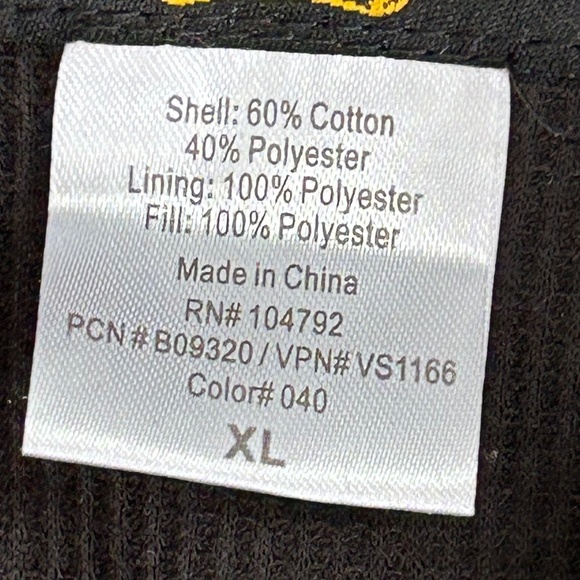 Shell: 60% Cotton
40% Polyester
Lining: 100% Polyester
Fill: 100% Polyester
Made in China
RN# 104792
PCN # B09320 / VPN# VS1166
Color# 040
XL